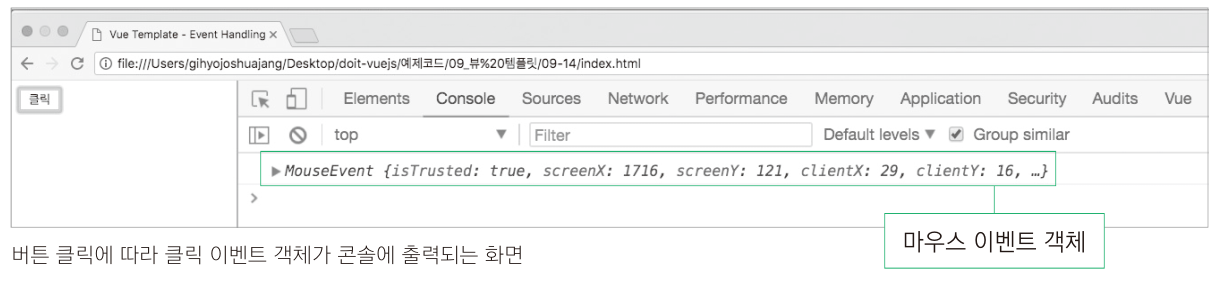 Vue Template - Event Handling ×
file:///Users/gihyojoshuajang/Desktop/doit-vuejs/예제코드/09_뷰%20템플릿/09-14/index.html
클릭
Elements Console Sources Network Performance Memory Application Security Audits Vue
top ▼ Filter Default levels ▼ Group similar
▶ MouseEvent {isTrusted: true, screenX: 1716, screenY: 121, clientX: 29, clientY: 16, …}
>
마우스 이벤트 객체
버튼 클릭에 따라 클릭 이벤트 객체가 콘솔에 출력되는 화면